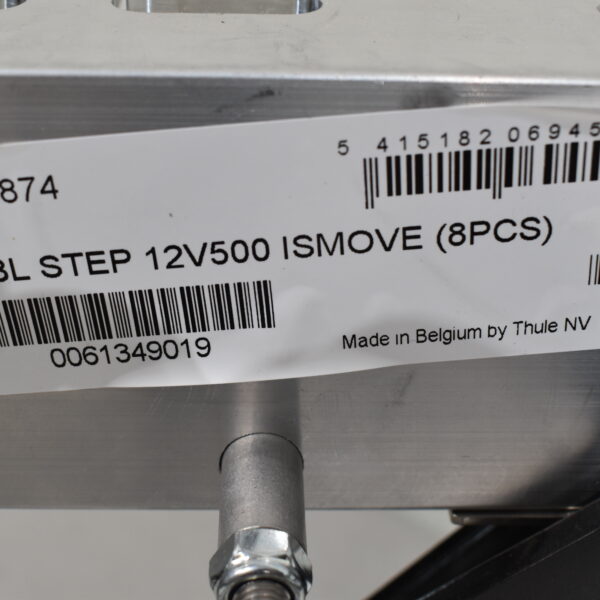 5 415182 06945
874
BL STEP 12V500 ISMOVE (8PCS)
0061349019
Made in Belgium by Thule NV